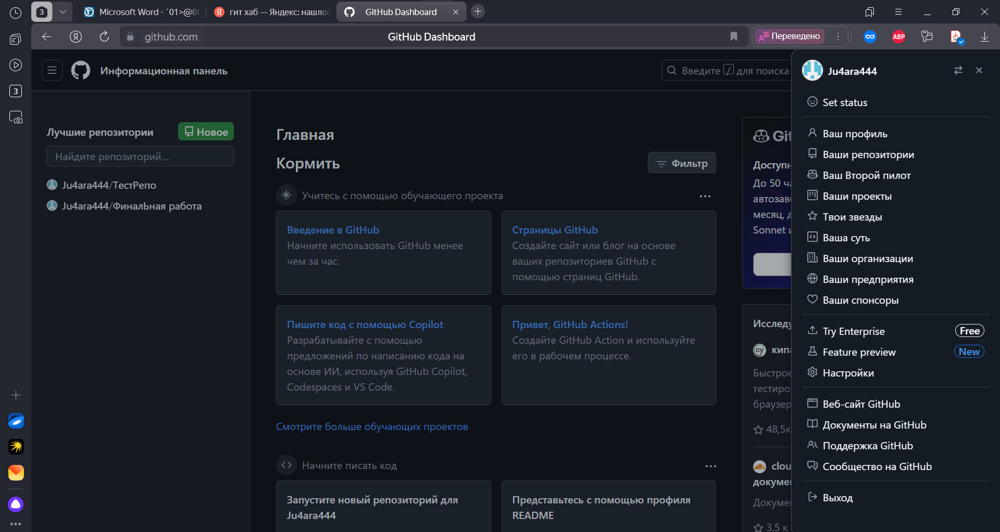 3
Microsoft Word - `01>@0
гит хаб — Яндекс: нашло
GitHub Dashboard
github.com
GitHub Dashboard
Переведено
ABP
3
Информационная панель
Введите / для поиска
Лучшие репозитории
Новое
Найдите репозиторий...
Ju4ara444/ТестРепо
Ju4ara444/ФиналЬная работа
Главная
Кормить
Фильтр
Учитесь с помощью обучающего проекта
Введение в GitHub
Начните использовать GitHub менее
чем за час.
Страницы GitHub
Создайте сайт или блог на основе
ваших репозиториев GitHub с
помощью страниц GitHub.
Пишите код с помощью Copilot
Разрабатывайте с помощью
предложений по написанию кода на
основе ИИ, используя GitHub Copilot,
Codespaces и VS Code.
Привет, GitHub Actions!
Создайте GitHub Action и используйте
его в рабочем процессе.
Смотрите больше обучающих проектов
Начните писать код
Запустите новый репозиторий для
Ju4ara444
Представьтесь с помощью профиля
README
Git
Доступн
До 50 ча
автозаве
месяц, д
Sonnet и
Исследу
cy кипа
Быстрое
тестиро
браузер
48,5к
clou
докумен
Докумен
3,5 к
Ju4ara444
Set status
Ваш профиль
Ваши репозитории
Ваш Второй пилот
Ваши проекты
Твои звезды
Ваша суть
Ваши организации
Ваши предприятия
Ваши спонсоры
Try Enterprise Free
Feature preview New
Настройки
Веб-сайт GitHub
Документы на GitHub
Поддержка GitHub
Сообщество на GitHub
Выход